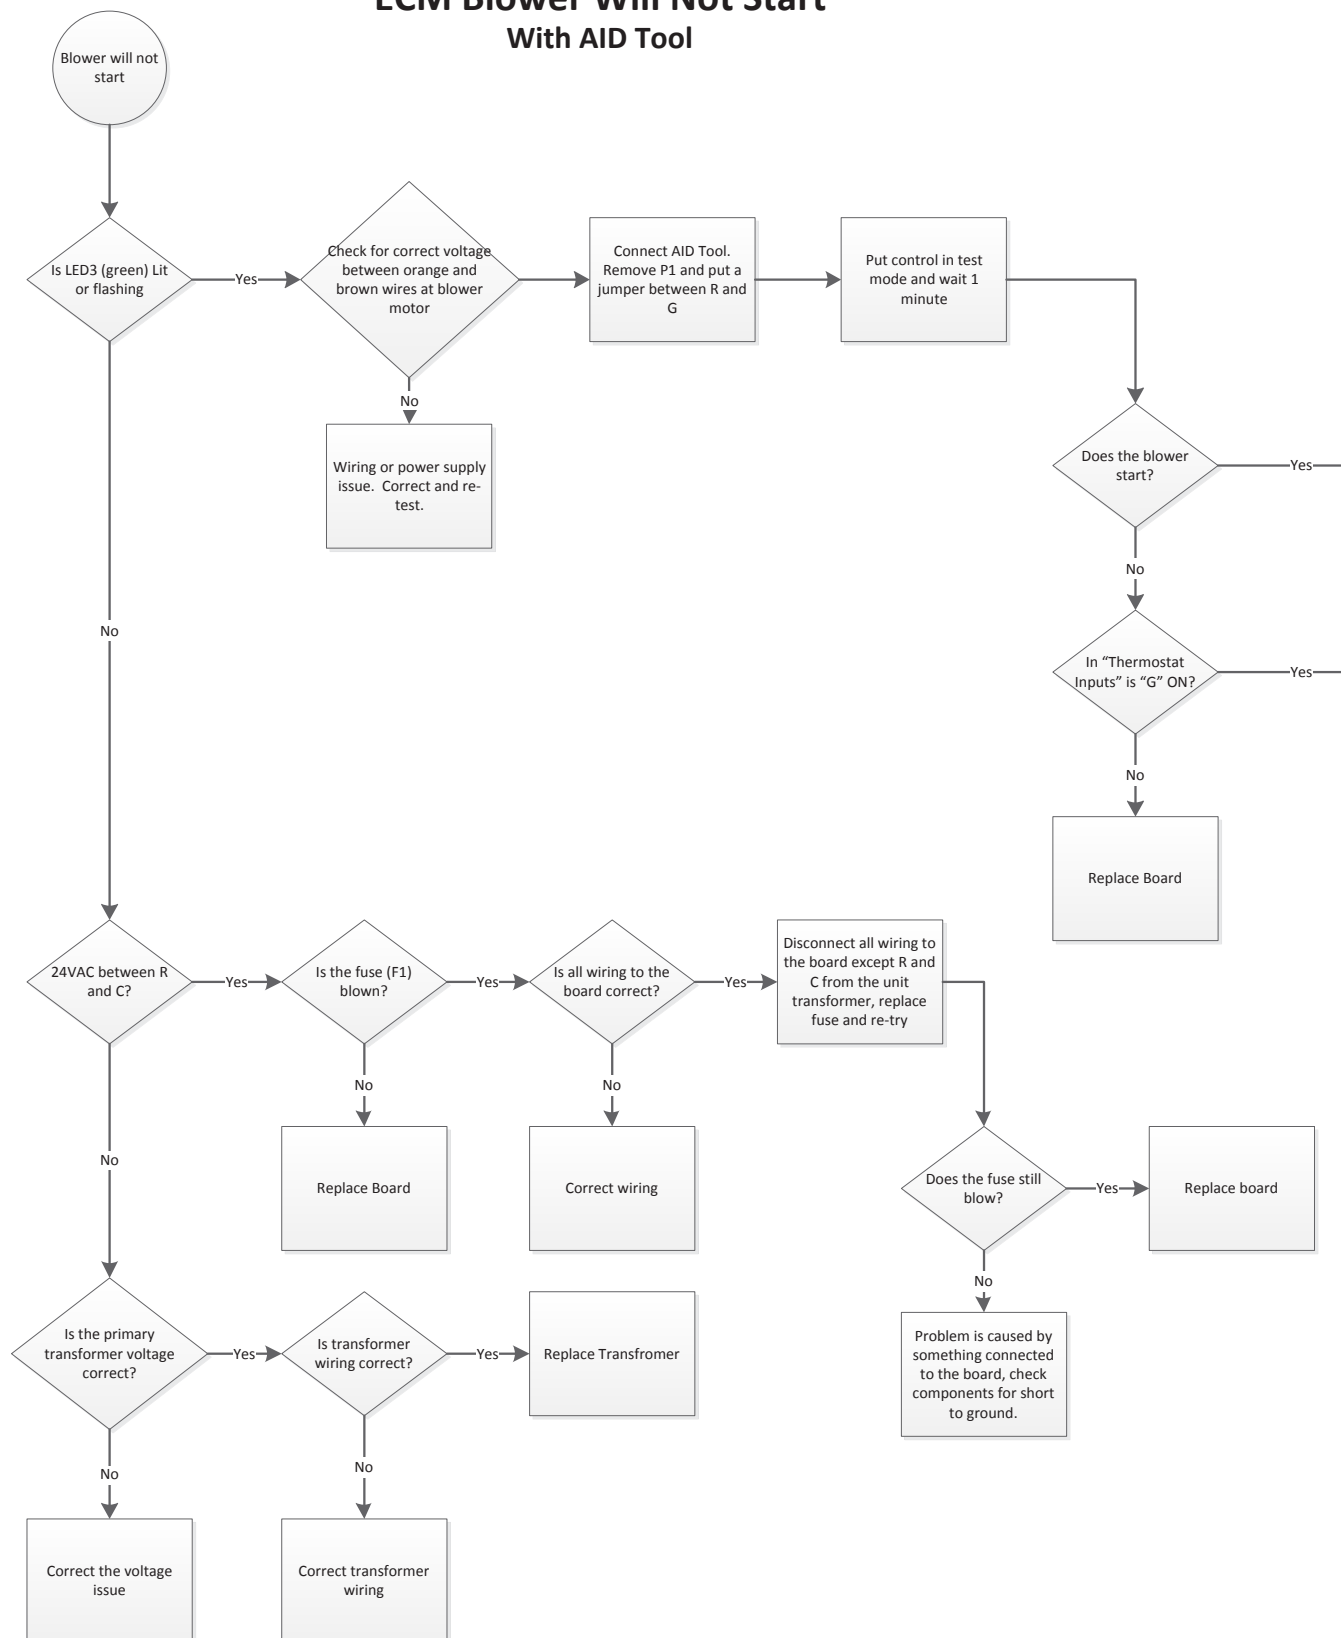 ECM Blower Will Not Start
With AID Tool
Blower will not
start
Is LED3 (green) Lit
or flashing
Yes
Check for correct voltage
between orange and
brown wires at blower
motor
Connect AID Tool.
Remove P1 and put a
jumper between R and
G
Put control in test
mode and wait 1
minute
No
Wiring or power supply
issue.  Correct and re-
test.
Does the blower
start?
Yes
No
In “Thermostat
Inputs” is “G” ON?
Yes
No
Replace Board
No
24VAC between R
and C?
Yes
Is the fuse (F1)
blown?
Yes
Is all wiring to the
board correct?
Yes
Disconnect all wiring to
the board except R and
C from the unit
transformer, replace
fuse and re-try
No
Replace Board
No
Correct wiring
Does the fuse still
blow?
Yes
Replace board
No
Problem is caused by
something connected
to the board, check
components for short
to ground.
No
Is the primary
transformer voltage
correct?
Yes
Is transformer
wiring correct?
Yes
Replace Transfromer
No
Correct the voltage
issue
No
Correct transformer
wiring